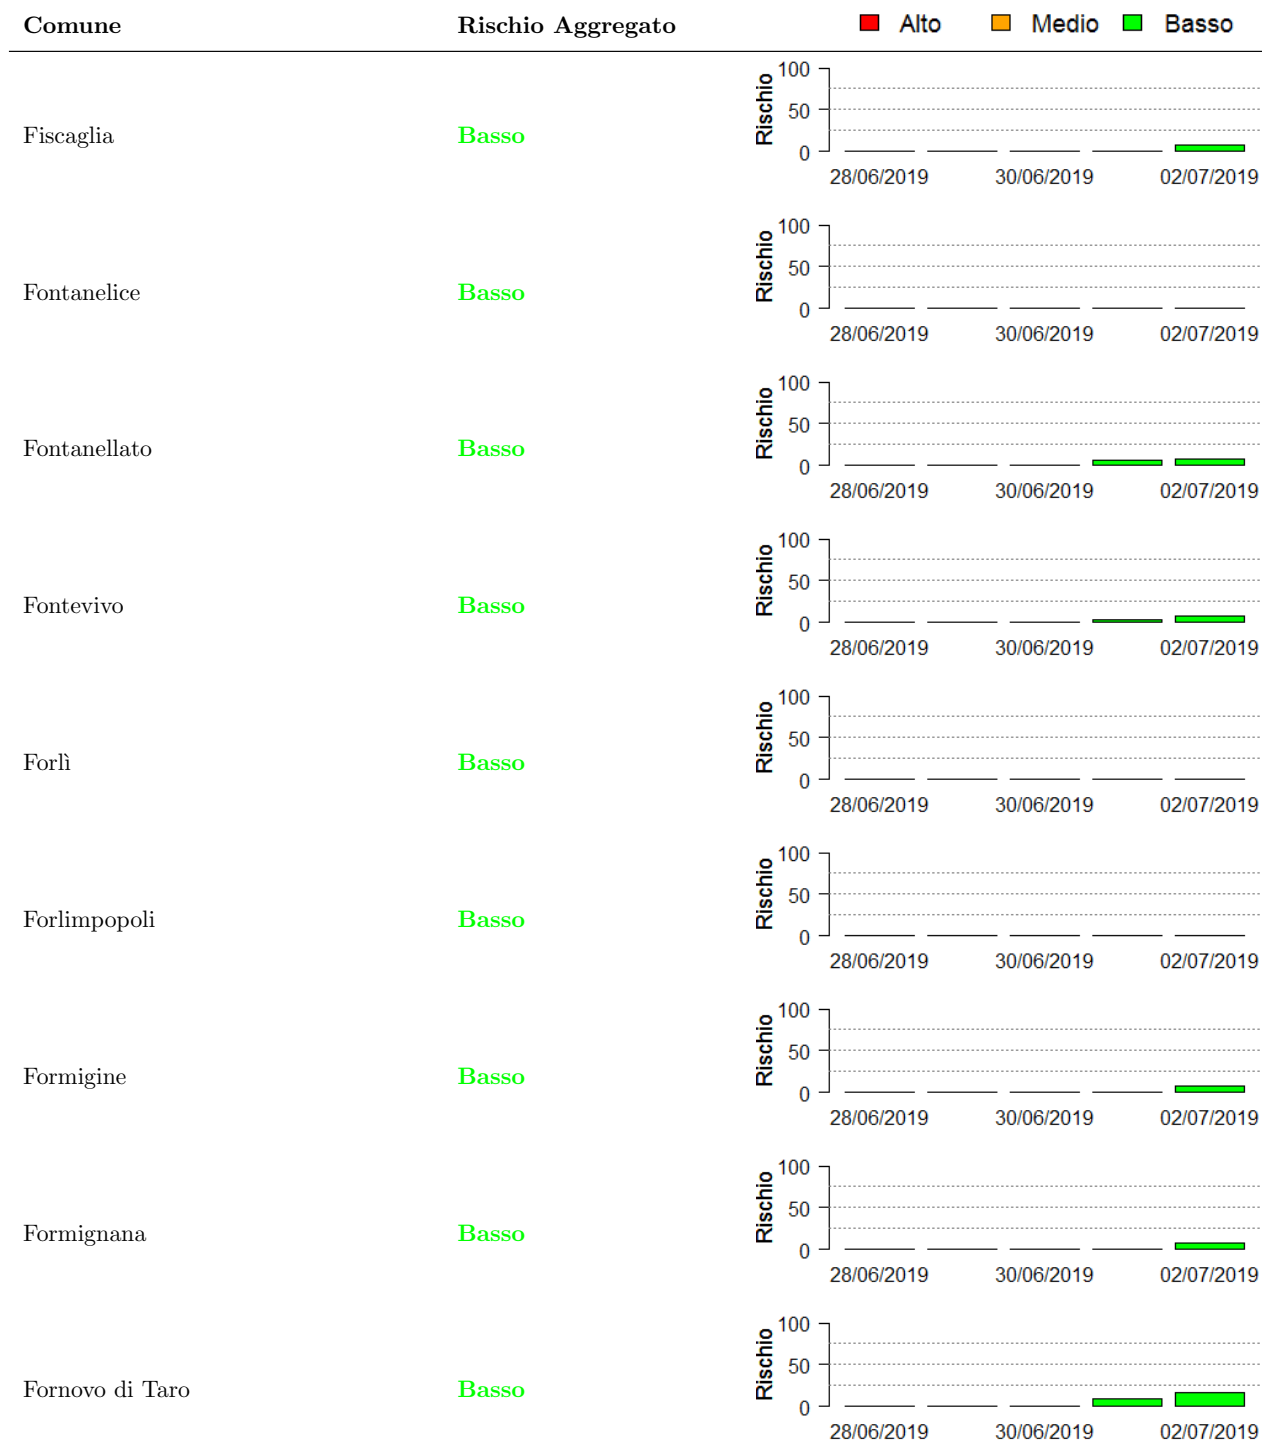 Comune Rischio Aggregato Alto Medio Basso
100
50
0
Rischio
Fiscaglia Basso
28/06/2019 30/06/2019 02/07/2019
100
50
0
Rischio
Fontanelice Basso
28/06/2019 30/06/2019 02/07/2019
100
50
0
Rischio
Fontanellato Basso
28/06/2019 30/06/2019 02/07/2019
100
50
0
Rischio
Fontevivo Basso
28/06/2019 30/06/2019 02/07/2019
100
50
0
Rischio
Forlì Basso
28/06/2019 30/06/2019 02/07/2019
100
50
0
Rischio
Forlimpopoli Basso
28/06/2019 30/06/2019 02/07/2019
100
50
0
Rischio
Formigine Basso
28/06/2019 30/06/2019 02/07/2019
100
50
0
Rischio
Formignana Basso
28/06/2019 30/06/2019 02/07/2019
100
50
0
Rischio
Fornovo di Taro Basso
28/06/2019 30/06/2019 02/07/2019